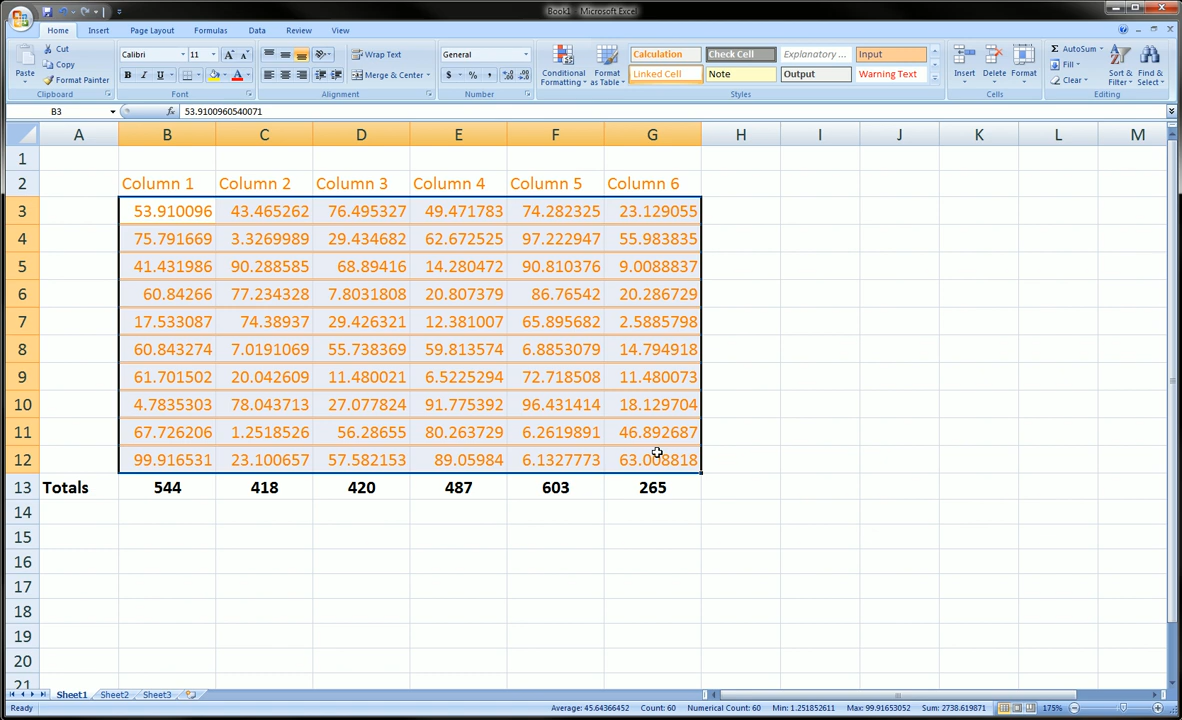 Book1 - Microsoft Excel
Home Insert Page Layout Formulas Data Review View
Cut
Copy
Format Painter
Paste
Clipboard
Calibri 11
B I U
Font
Wrap Text
Merge & Center
Alignment
General
$ % ,
Number
Conditional Formatting
Format as Table
Calculation Check Cell Explanatory ... Input
Linked Cell Note Output Warning Text
Styles
Insert Delete Format
Cells
AutoSum
Fill
Clear
Sort & Filter
Find & Select
Editing
B3 fx 53.9100960540071
A B C D E F G H I J K L M
1
2 Column 1 Column 2 Column 3 Column 4 Column 5 Column 6
3 53.910096 43.465262 76.495327 49.471783 74.282325 23.129055
4 75.791669 3.3269989 29.434682 62.672525 97.222947 55.983835
5 41.431986 90.288585 68.89416 14.280472 90.810376 9.0088837
6 60.84266 77.234328 7.8031808 20.807379 86.76542 20.286729
7 17.533087 74.38937 29.426321 12.381007 65.895682 2.5885798
8 60.843274 7.0191069 55.738369 59.813574 6.8853079 14.794918
9 61.701502 20.042609 11.480021 6.5225294 72.718508 11.480073
10 4.7835303 78.043713 27.077824 91.775392 96.431414 18.129704
11 67.726206 1.2518526 56.28655 80.263729 6.2619891 46.892687
12 99.916531 23.100657 57.582153 89.05984 6.1327773 63.008818
13 Totals 544 418 420 487 603 265
14
15
16
17
18
19
20
21
Sheet1 Sheet2 Sheet3
Ready Average: 45.64366452 Count: 60 Numerical Count: 60 Min: 1.251852611 Max: 99.91653052 Sum: 2738.619871 175%